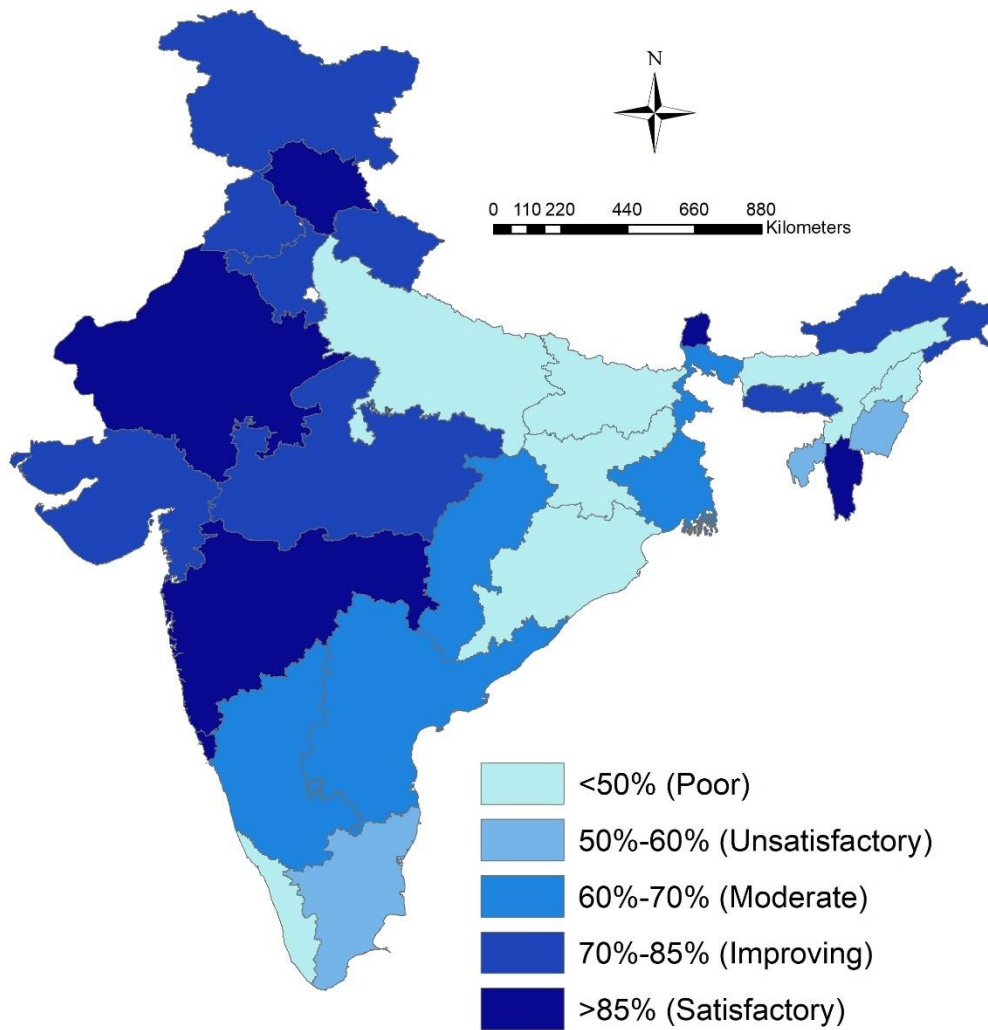 N
0 110 220 440 660 880
Kilometers
<50% (Poor)
50%-60% (Unsatisfactory)
60%-70% (Moderate)
70%-85% (Improving)
>85% (Satisfactory)